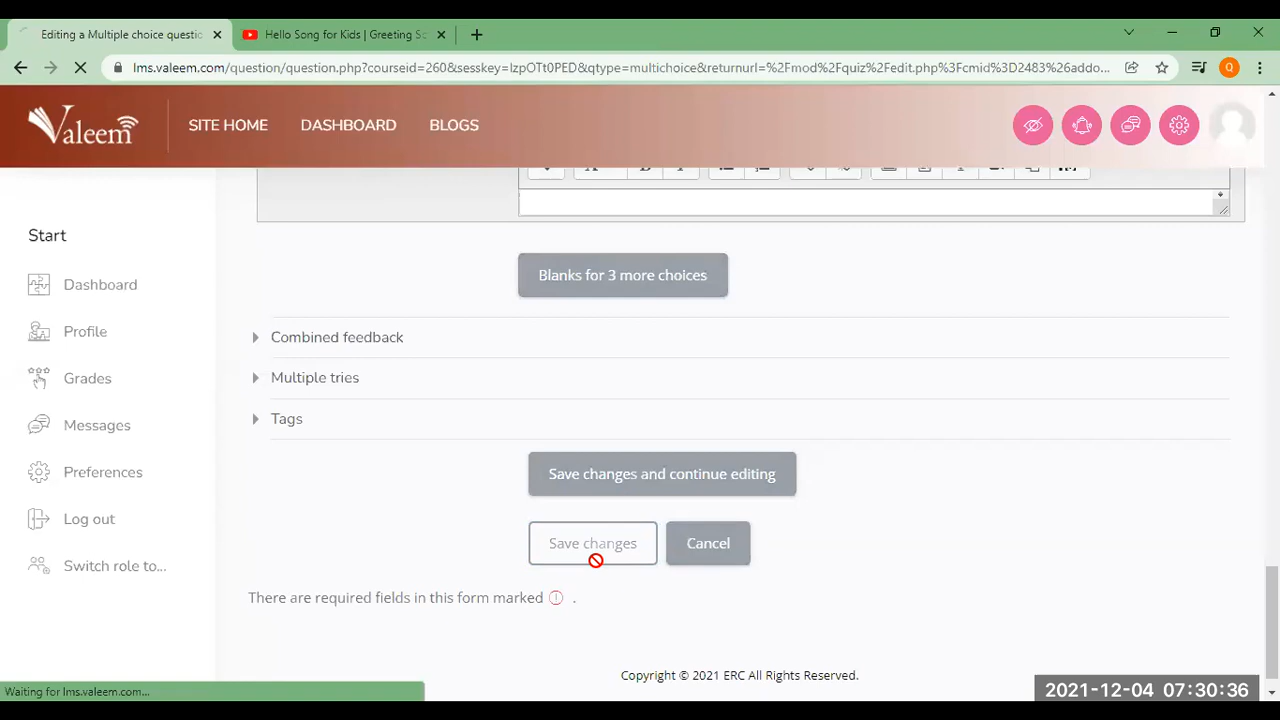 Editing a Multiple choice questio
Hello Song for Kids | Greeting So
lms.valeem.com/question/question.php?courseid=260&sesskey=IzpOTt0PED&qtype=multichoice&returnurl=%2Fmod%2Fquiz%2Fedit.php%3Fcmid%3D2483%26addo...
Q
Valeem
SITE HOME
DASHBOARD
BLOGS
Start
Dashboard
Profile
Grades
Messages
Preferences
Log out
Switch role to...
Blanks for 3 more choices
Combined feedback
Multiple tries
Tags
Save changes and continue editing
Save changes
Cancel
There are required fields in this form marked .
Copyright © 2021 ERC All Rights Reserved.
Waiting for lms.valeem.com...
2021-12-04 07:30:36